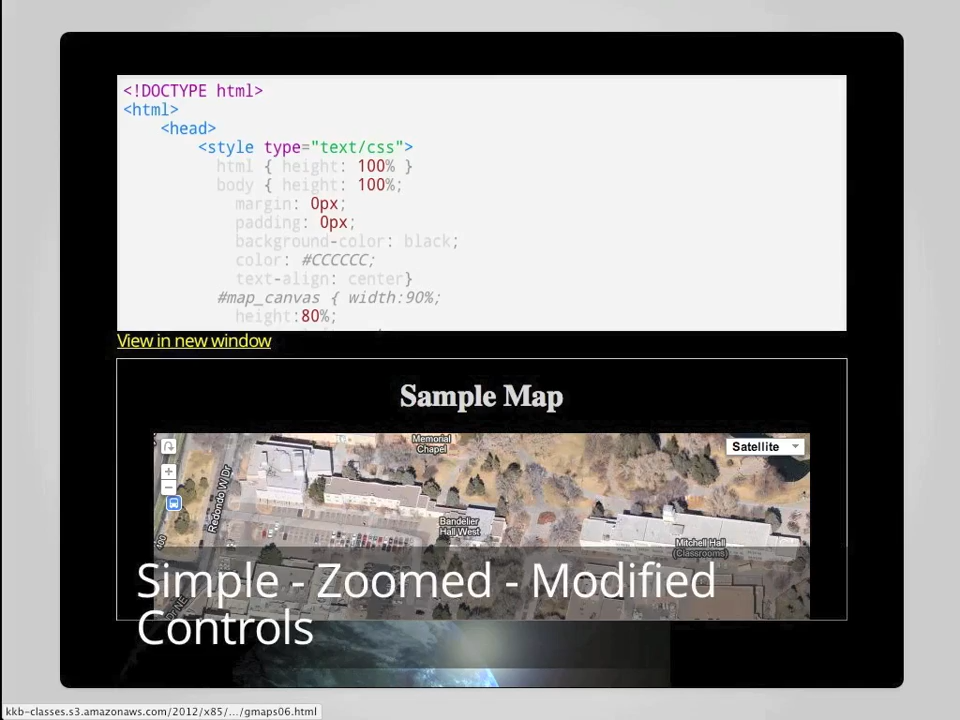 <!DOCTYPE html>
<html>
<head>
<style type="text/css">
html { height: 100% }
body { height: 100%;
margin: 0px;
padding: 0px;
background-color: black;
color: #CCCCCC;
text-align: center}
#map_canvas { width:90%;
height:80%;
View in new window
Sample Map
Memorial
Chapel
Satellite
Redondo W Dr
Bandelier
Hall West
Mitchell Hall
(Classrooms)
400
Dr NE
Simple - Zoomed - Modified
Controls
kkb-classes.s3.amazonaws.com/2012/x85/.../gmaps06.html